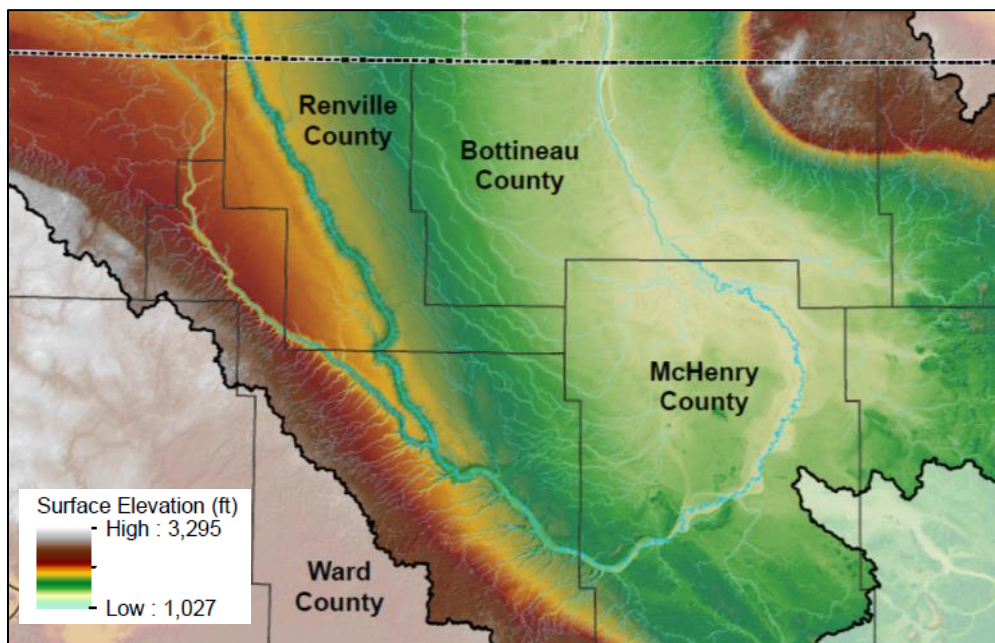 Renville
County
Bottineau
County
McHenry
County
Ward
County
Surface Elevation (ft)
High : 3,295
Low : 1,027